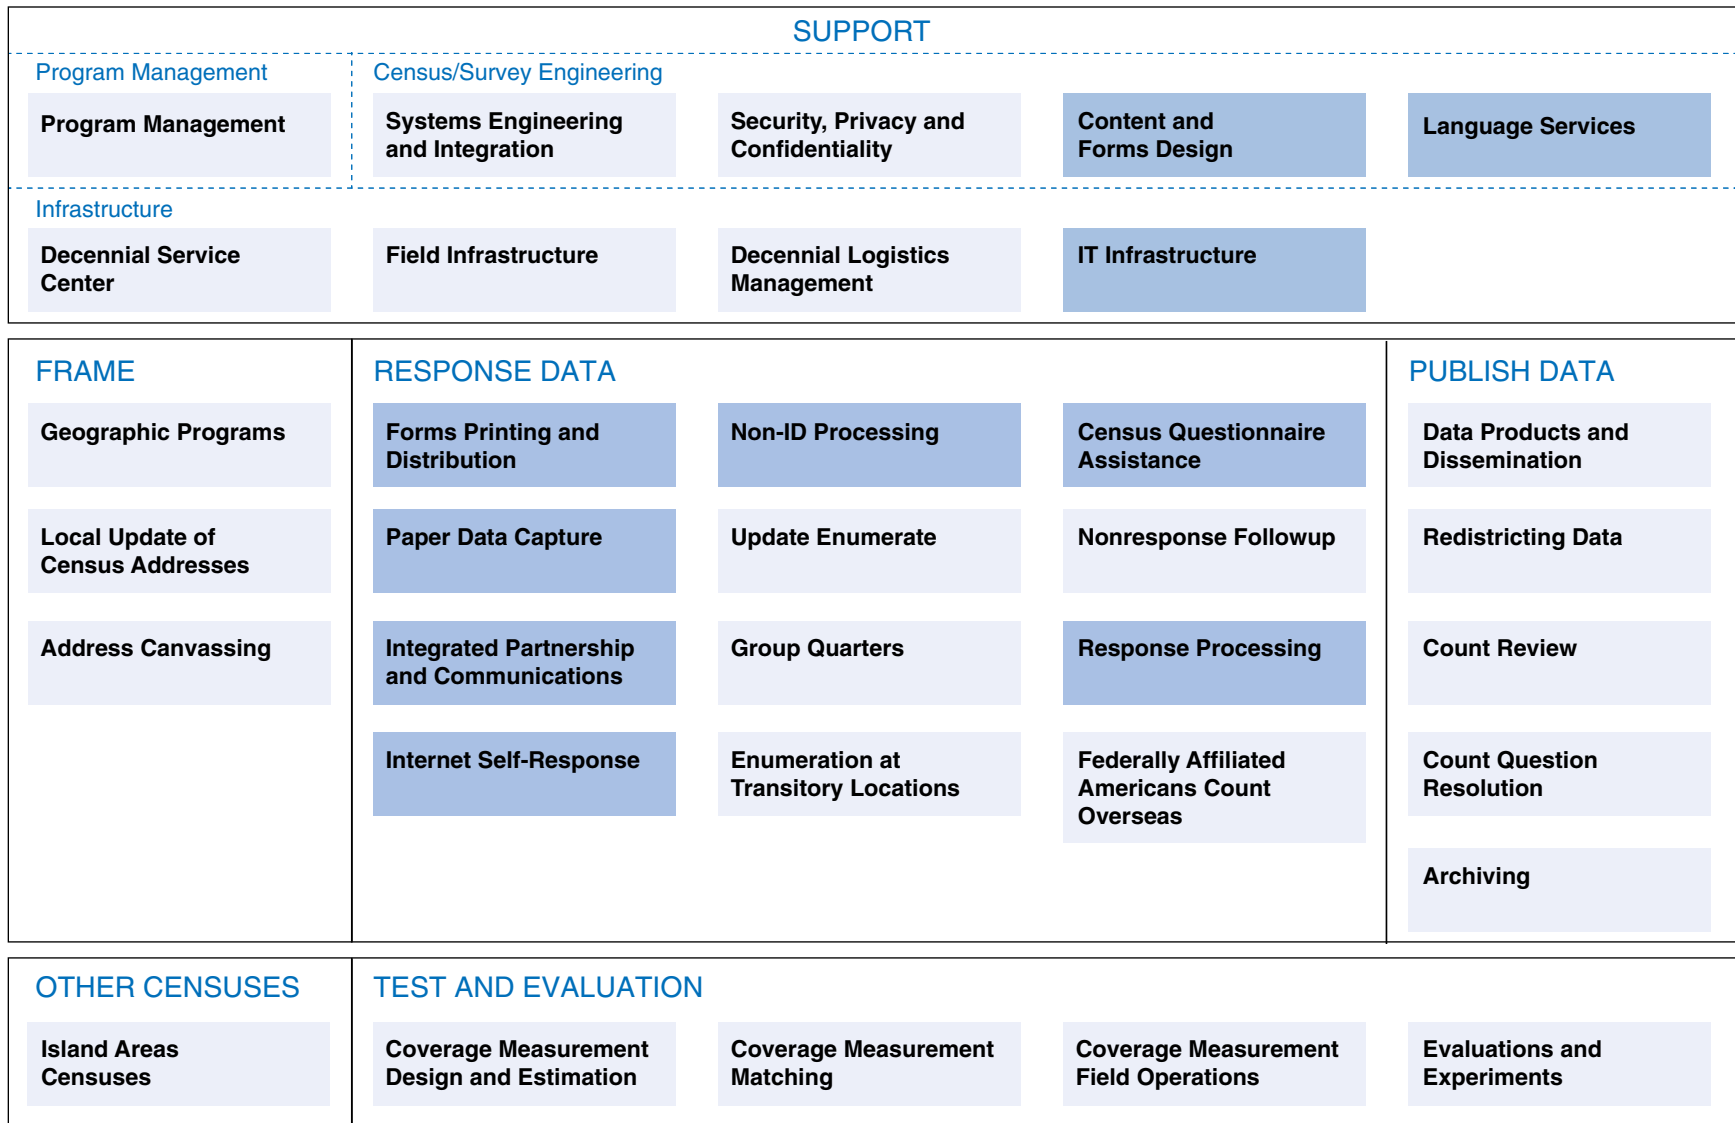 SUPPORT
Program Management
Census/Survey Engineering
Program Management
Systems Engineering
and Integration
Security, Privacy and
Confidentiality
Content and
Forms Design
Language Services
Infrastructure
Decennial Service
Center
Field Infrastructure
Decennial Logistics
Management
IT Infrastructure
FRAME
Geographic Programs
Local Update of
Census Addresses
Address Canvassing
RESPONSE DATA
Forms Printing and
Distribution
Non-ID Processing
Census Questionnaire
Assistance
Paper Data Capture
Update Enumerate
Nonresponse Followup
Integrated Partnership
and Communications
Group Quarters
Response Processing
Internet Self-Response
Enumeration at
Transitory Locations
Federally Affiliated
Americans Count
Overseas
PUBLISH DATA
Data Products and
Dissemination
Redistricting Data
Count Review
Count Question
Resolution
Archiving
OTHER CENSUSES
Island Areas
Censuses
TEST AND EVALUATION
Coverage Measurement
Design and Estimation
Coverage Measurement
Matching
Coverage Measurement
Field Operations
Evaluations and
Experiments